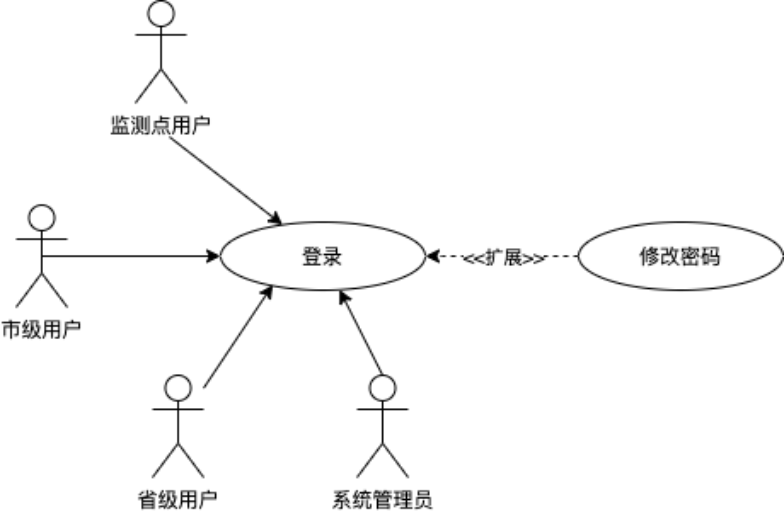 监测点用户
登录
<<扩展>>
修改密码
市级用户
省级用户
系统管理员